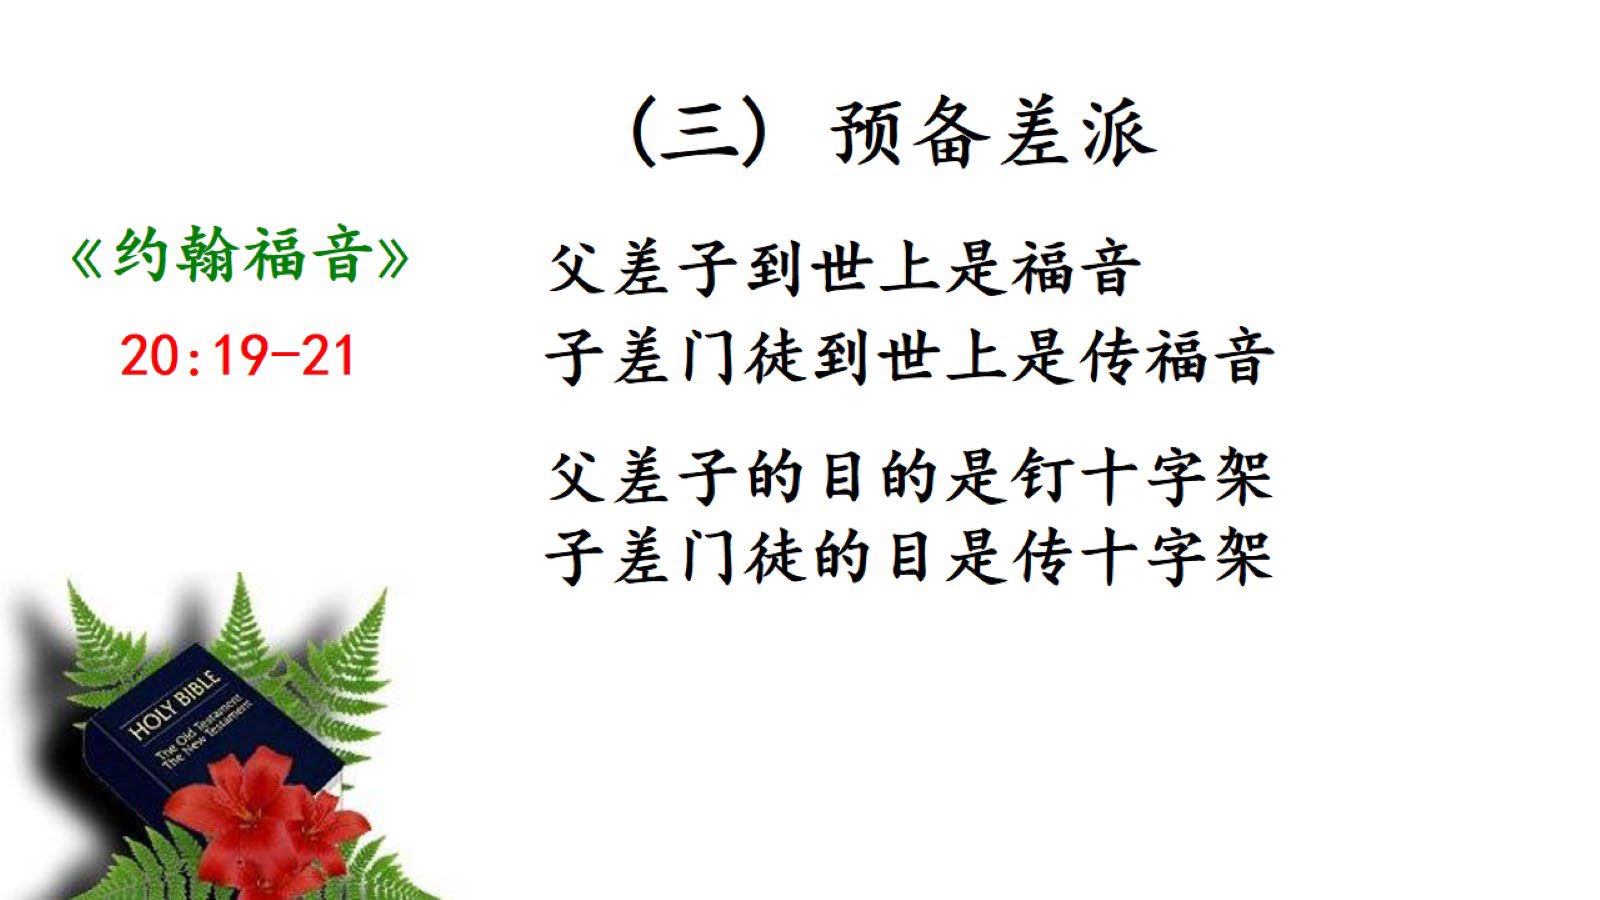 (三) 预备差派
《约翰福音》
20:19-21
父差子到世上是福音
子差门徒到世上是传福音
父差子的目的是钉十字架
子差门徒的目是传十字架
HOLY BIBLE
The Old Testament
The New Testament